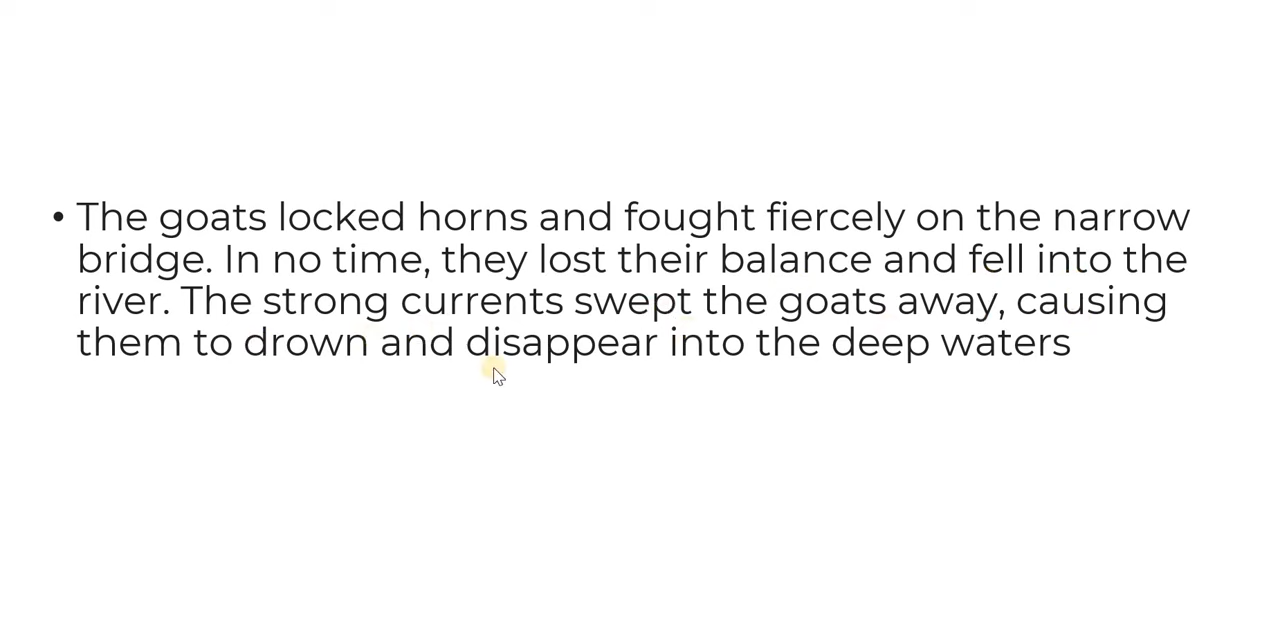 • The goats locked horns and fought fiercely on the narrow
bridge. In no time, they lost their balance and fell into the
river. The strong currents swept the goats away, causing
them to drown and disappear into the deep waters